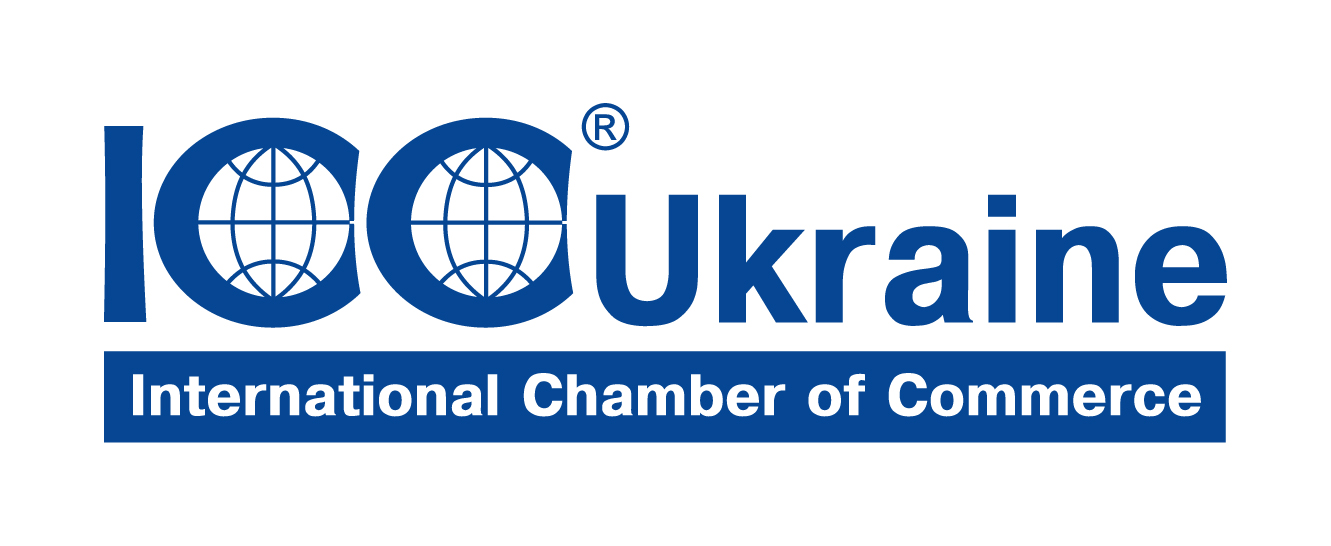 ICC® Ukraine
International Chamber of Commerce